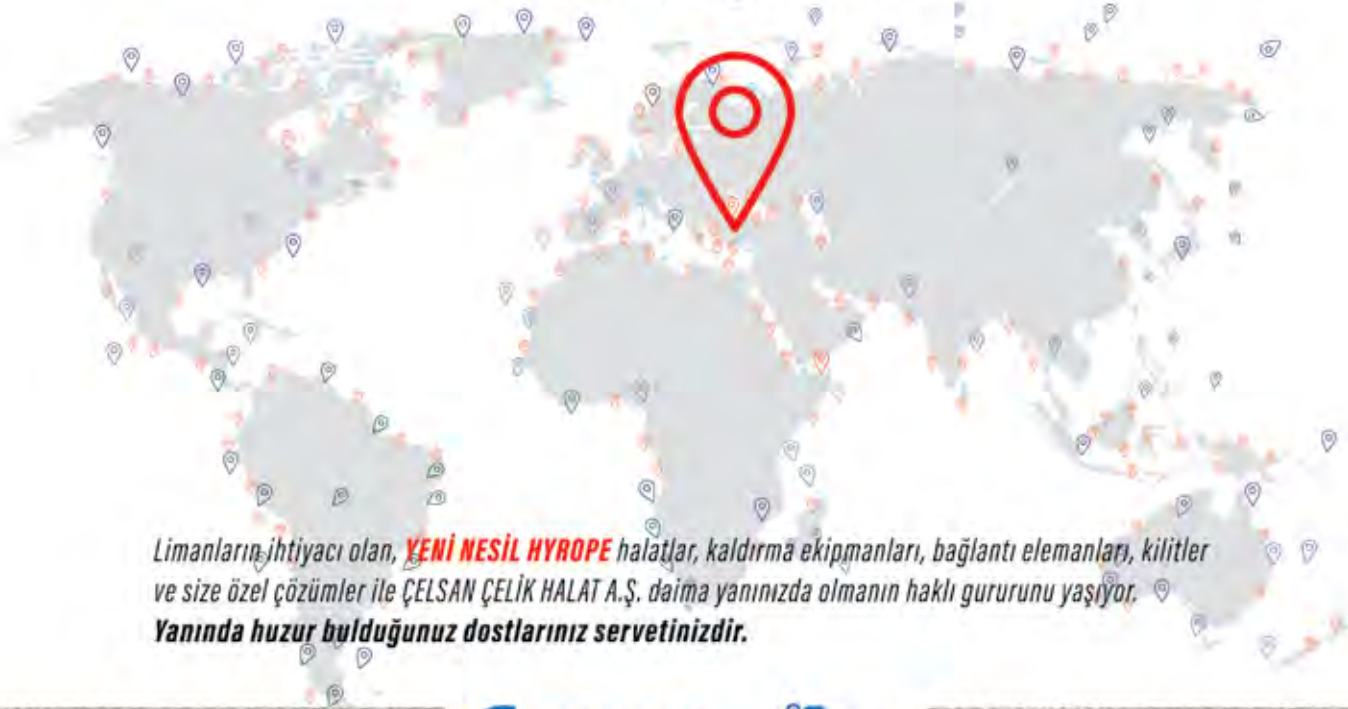 Limanların ihtiyacı olan, YENİ NESİL HYROPE halatlar, kaldırma ekipmanları, bağlantı elemanları, kilitler
ve size özel çözümler ile ÇELSAN ÇELİK HALAT A.Ş. daima yanınızda olmanın haklı gururunu yaşıyor.
Yanında huzur bulduğunuz dostlarınız servetinizdir.